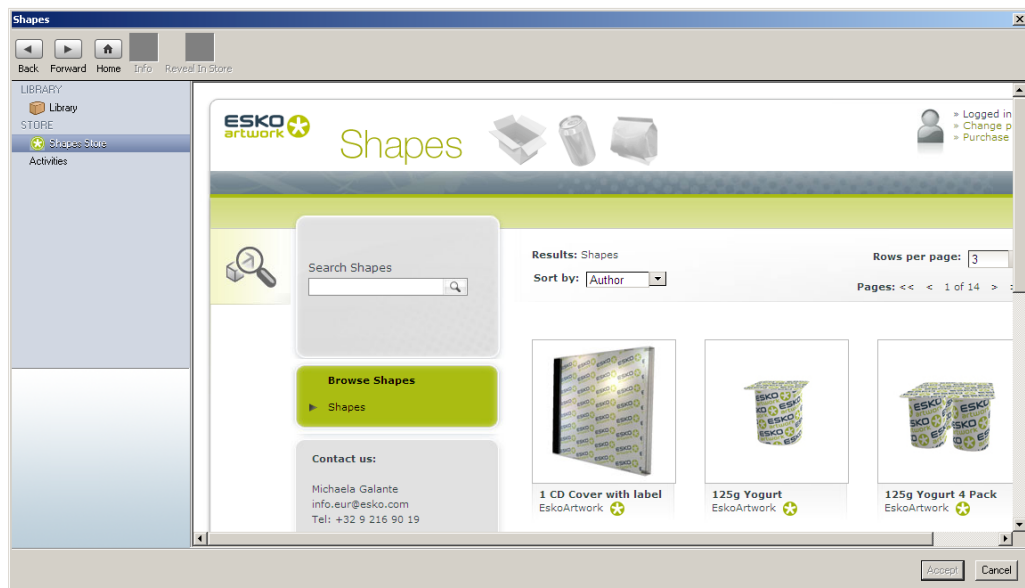 Shapes
Back Forward Home Info Reveal In Store
LIBRARY
Library
STORE
Shapes Store
Activities
ESKO
artwork
Shapes
» Logged in
» Change p
» Purchase
Search Shapes
Results: Shapes
Sort by: Author
Rows per page: 3
Pages: << < 1 of 14 >
Browse Shapes
Shapes
Contact us:
Michaela Galante
info.eur@esko.com
Tel: +32 9 216 90 19
1 CD Cover with label
EskoArtwork
125g Yogurt
EskoArtwork
125g Yogurt 4 Pack
EskoArtwork
Accept Cancel